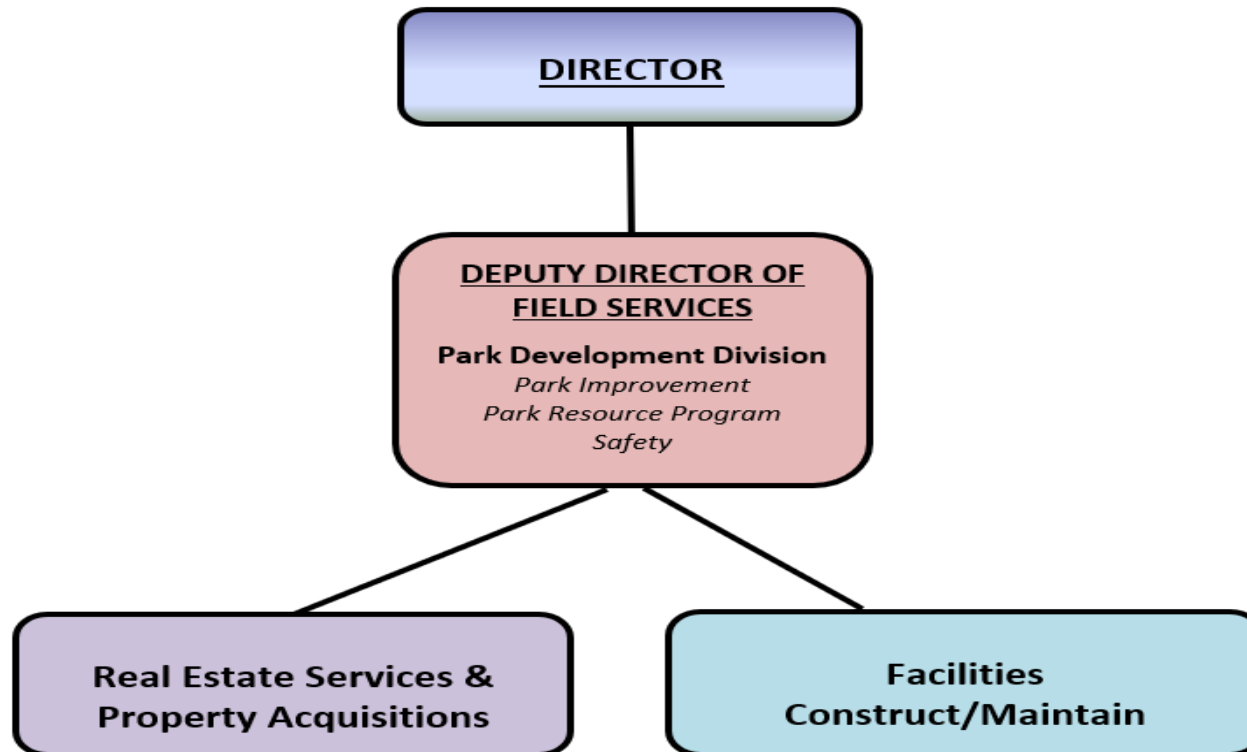 DIRECTOR
DEPUTY DIRECTOR OF
FIELD SERVICES
Park Development Division
Park Improvement
Park Resource Program
Safety
Real Estate Services &
Property Acquisitions
Facilities
Construct/Maintain